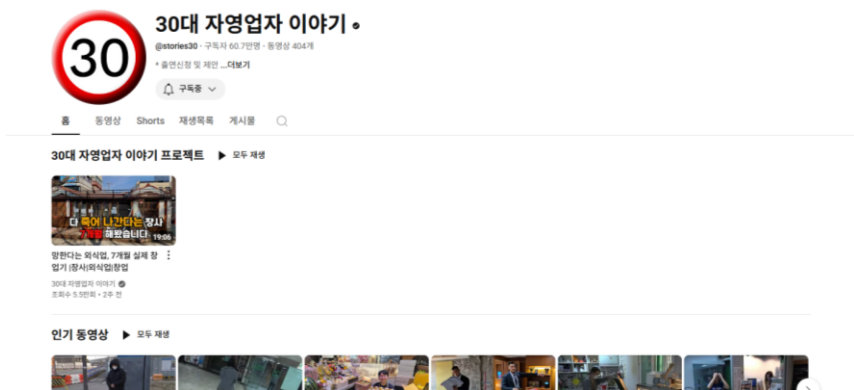 30
30대 자영업자 이야기
@stories30 · 구독자 60.7만명 · 동영상 404개
* 출연신청 및 제안 ...더보기
구독중
홈 동영상 Shorts 재생목록 게시물
30대 자영업자 이야기 프로젝트 ▶ 모두 재생
다 죽어 나간다는 장사
7개월 해봤습니다
19:06
망한다는 외식업, 7개월 실제 창
업기 |장사|외식업|창업
30대 자영업자 이야기
조회수 5.5만회 · 2주 전
인기 동영상 ▶ 모두 재생